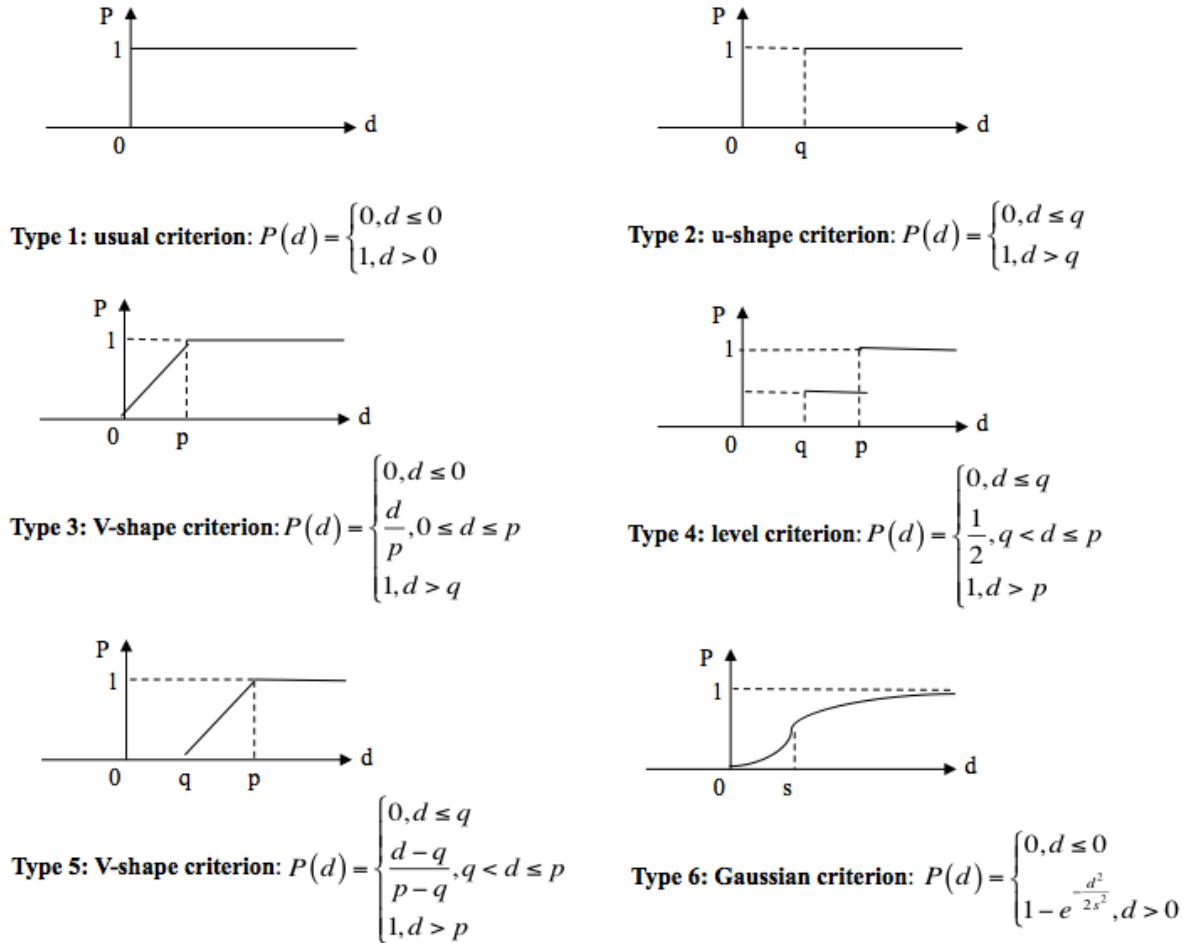 P
1
0
d
Type 1: usual criterion: P(d) = {0, d ≤ 0
1, d > 0
P
1
0
q
d
Type 2: u-shape criterion: P(d) = {0, d ≤ q
1, d > q
P
1
0
p
d
Type 3: V-shape criterion: P(d) = {0, d ≤ 0
d/p, 0 ≤ d ≤ p
1, d > q
P
1
0
q
p
d
Type 4: level criterion: P(d) = {0, d ≤ q
1/2, q < d ≤ p
1, d > p
P
1
0
q
p
d
Type 5: V-shape criterion: P(d) = {0, d ≤ q
d − q/p − q, q < d ≤ p
1, d > p
P
1
0
s
d
Type 6: Gaussian criterion: P(d) = {0, d ≤ 0
1 − e^−d²/2s², d > 0